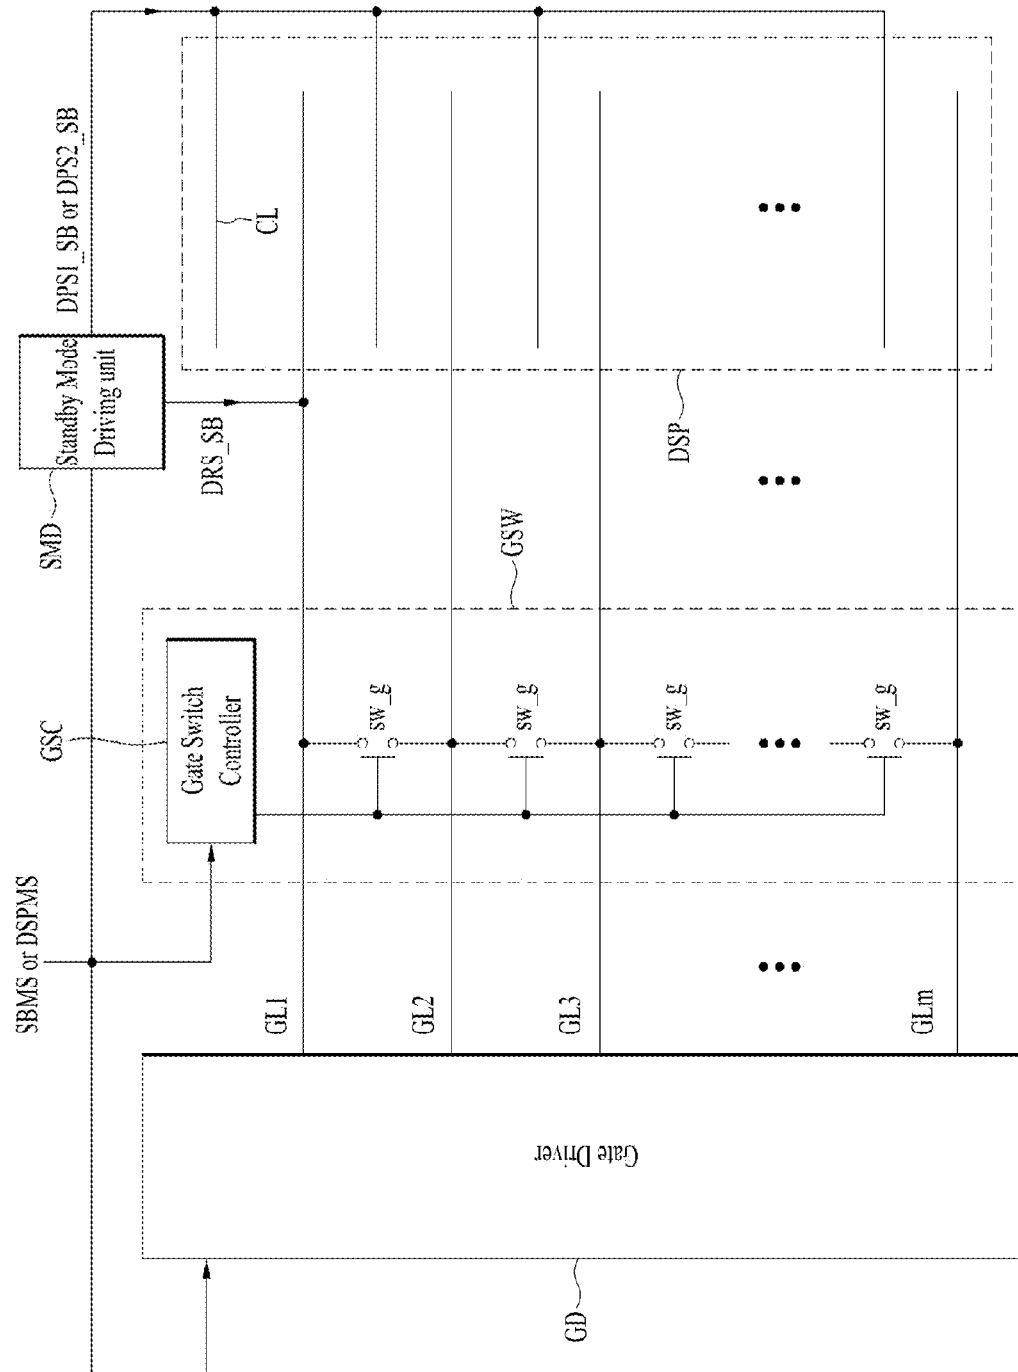 SBMS or DSPMS
GSC
Gate Switch
Controller
SMD
Standby Mode
Driving unit
DPS1_SB or DPS2_SB
DRS_SB
CL
DSP
GSW
sw_g
sw_g
sw_g
sw_g
GL1
GL2
GL3
GLm
Gate Driver
GD